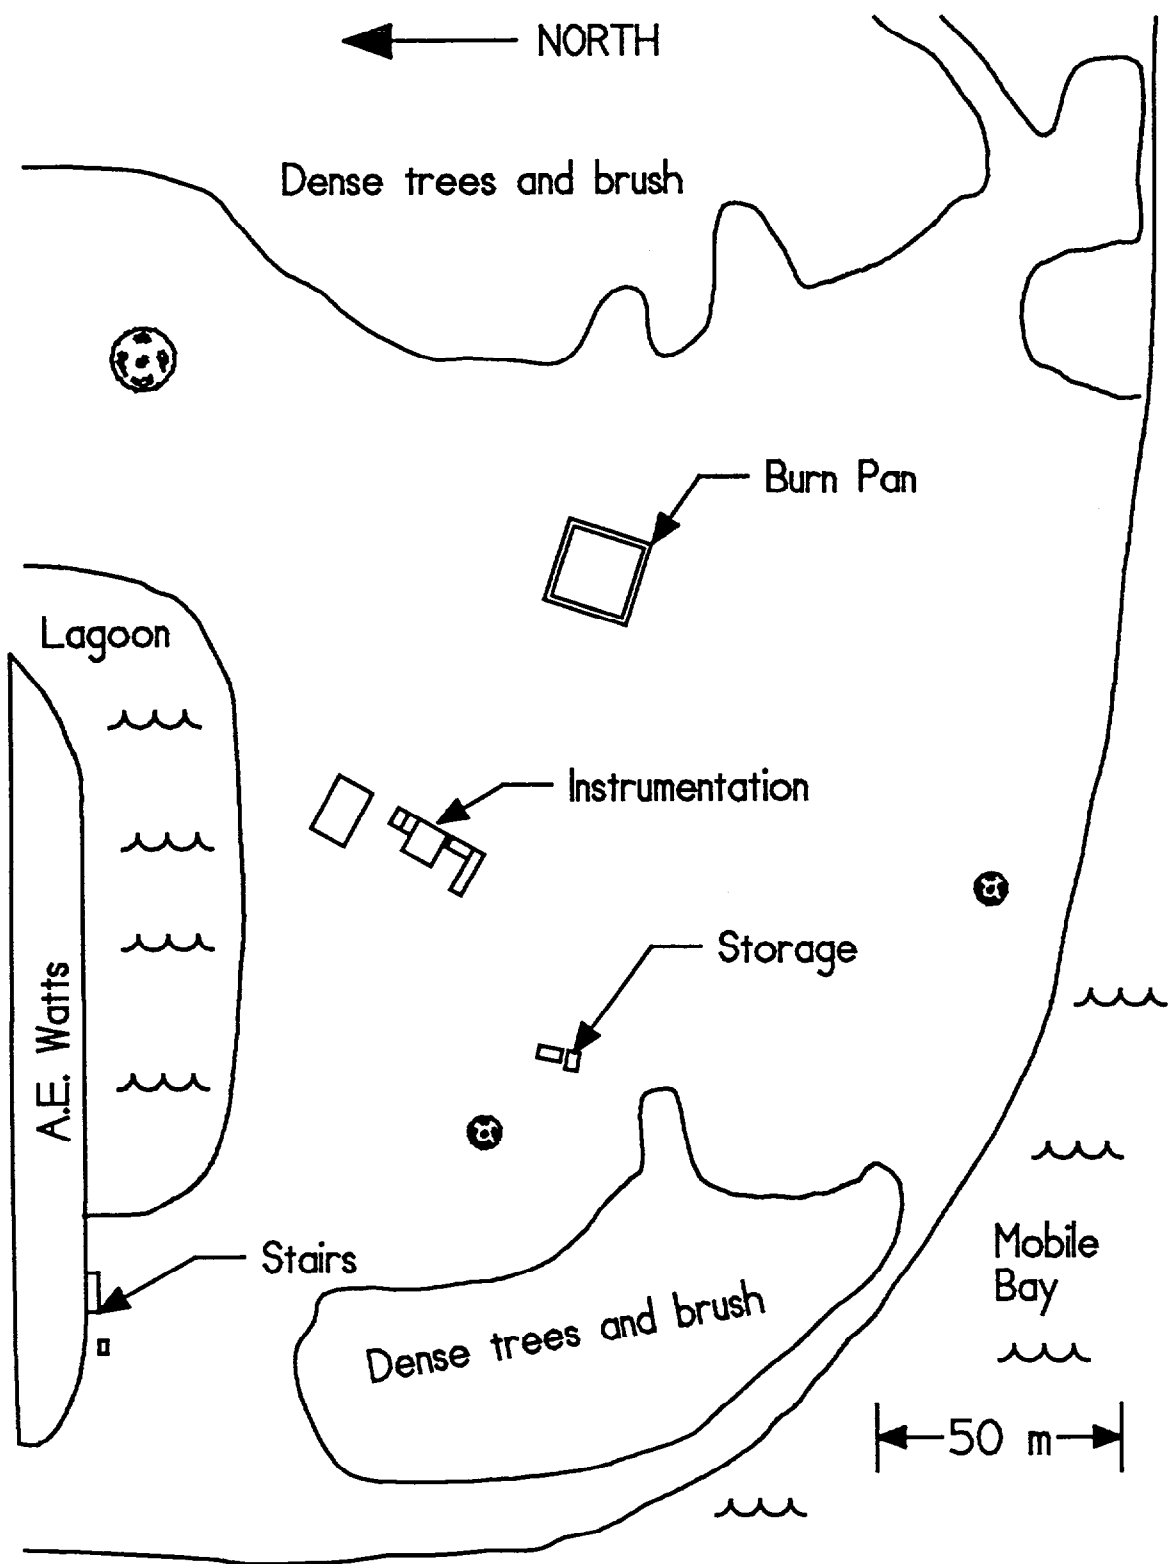 NORTH
Dense trees and brush
Burn Pan
Lagoon
Instrumentation
Storage
A.E. Watts
Stairs
Mobile
Bay
Dense trees and brush
50 m